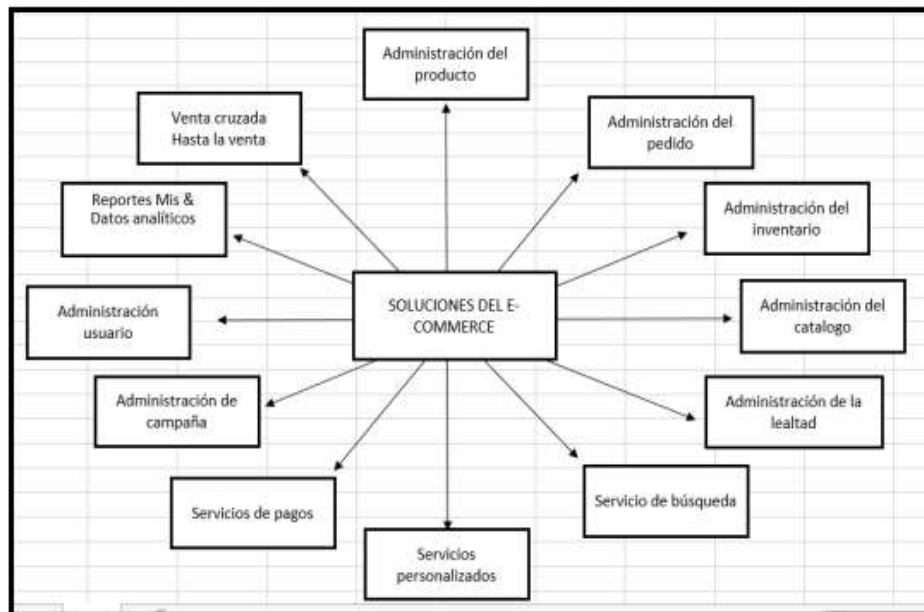 Administración del
producto
Venta cruzada
Hasta la venta
Administración del
pedido
Reportes Mis &
Datos analíticos
Administración del
inventario
SOLUCIONES DEL E-
COMMERCE
Administración
usuario
Administración del
catalogo
Administración de
campaña
Administración de la
lealtad
Servicios de pagos
Servicio de búsqueda
Servicios
personalizados